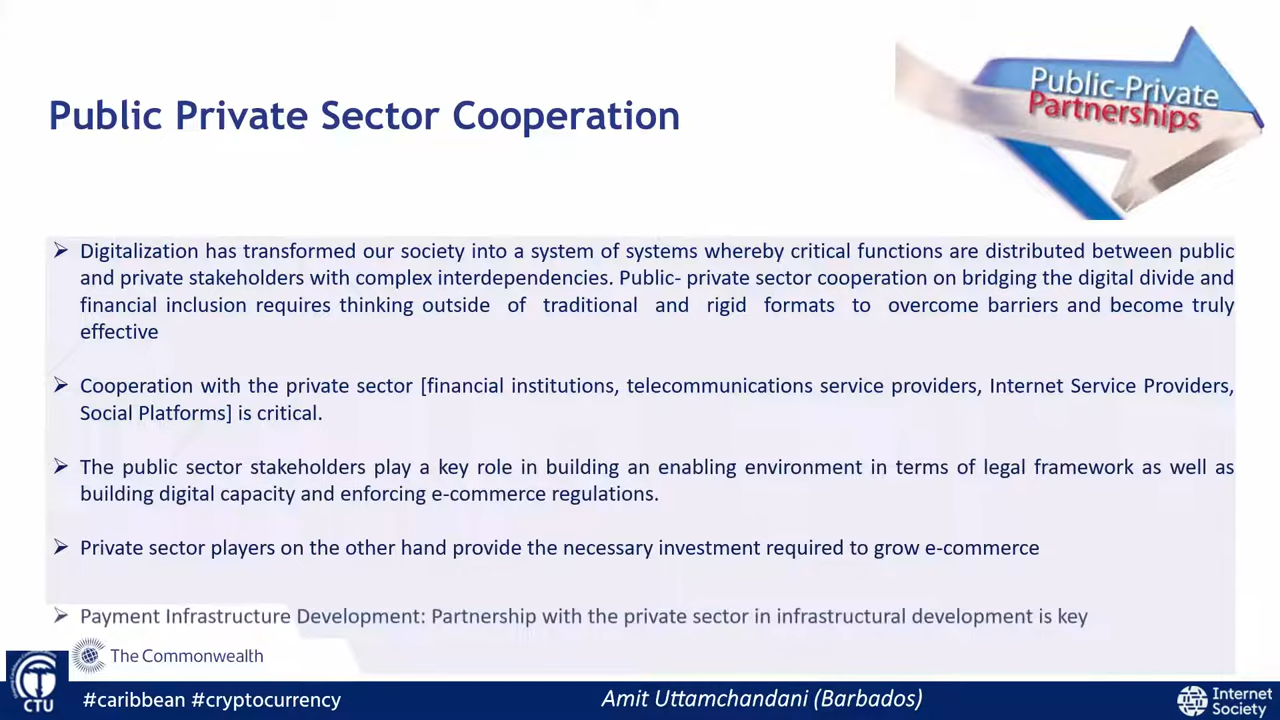 Public-Private
Partnerships
Public Private Sector Cooperation
➢ Digitalization has transformed our society into a system of systems whereby critical functions are distributed between public
and private stakeholders with complex interdependencies. Public- private sector cooperation on bridging the digital divide and
financial inclusion requires thinking outside of traditional and rigid formats to overcome barriers and become truly
effective
➢ Cooperation with the private sector [financial institutions, telecommunications service providers, Internet Service Providers,
Social Platforms] is critical.
➢ The public sector stakeholders play a key role in building an enabling environment in terms of legal framework as well as
building digital capacity and enforcing e-commerce regulations.
➢ Private sector players on the other hand provide the necessary investment required to grow e-commerce
➢ Payment Infrastructure Development: Partnership with the private sector in infrastructural development is key
The Commonwealth
CTU
#caribbean #cryptocurrency
Amit Uttamchandani (Barbados)
Internet
Society